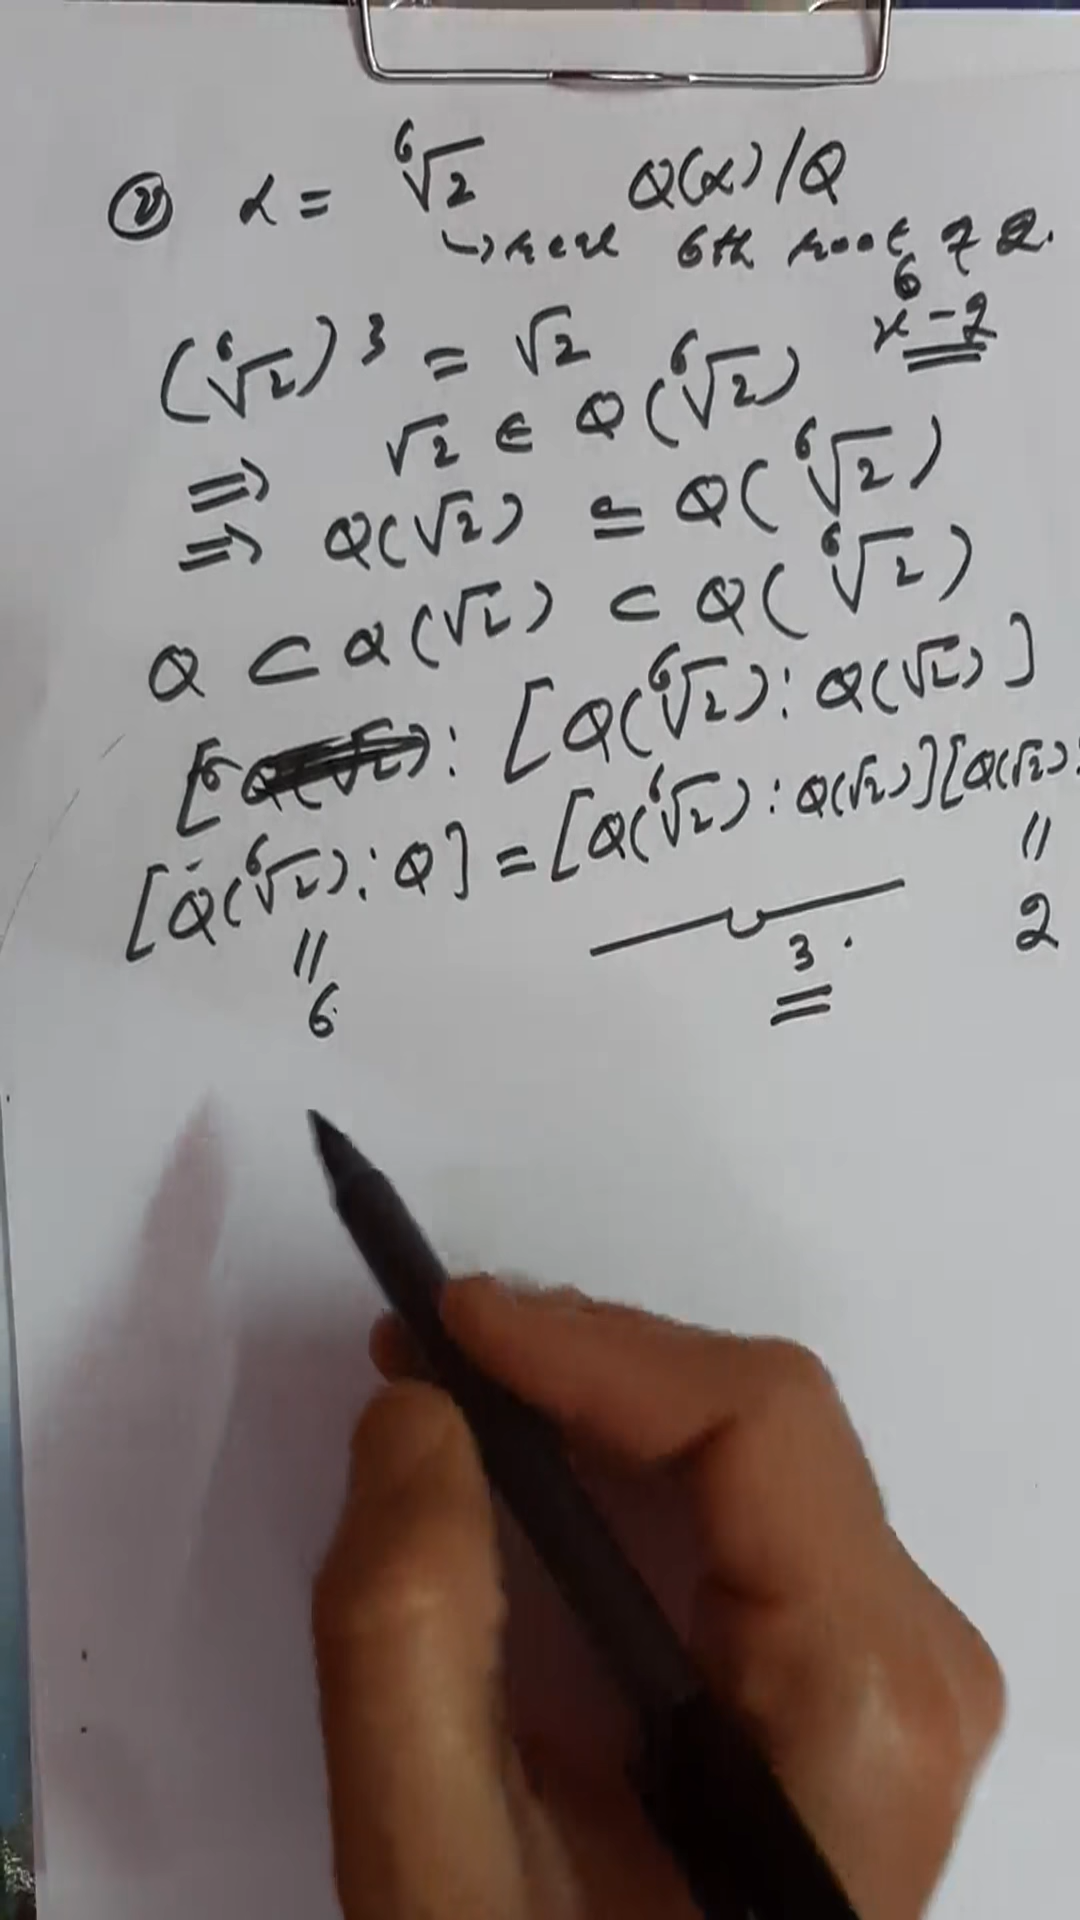 ② α = ⁶√2 Q(α)/Q
↳ real 6th root of 2.
(⁶√2)³ = √2 x⁶-2
⇒ √2 ∈ Q(⁶√2)
⇒ Q(√2) ⊆ Q(⁶√2)
Q ⊂ Q(√2) ⊂ Q(⁶√2)
[ : [Q(⁶√2) : Q(√2)]
[Q(⁶√2) : Q] = [Q(⁶√2) : Q(√2)][Q(√2) :
|| 3. ||
6 2